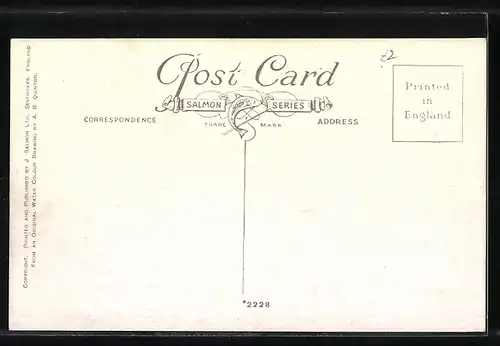 Post Card
SALMON SERIES
TRADE MARK
CORRESPONDENCE
ADDRESS
£2
Printed
in
England
COPYRIGHT. PRINTED AND PUBLISHED BY J. SALMON LTD., SEVENOAKS, ENGLAND
FROM AN ORIGINAL WATER COLOUR DRAWING BY A. R. QUINTON.
*2228